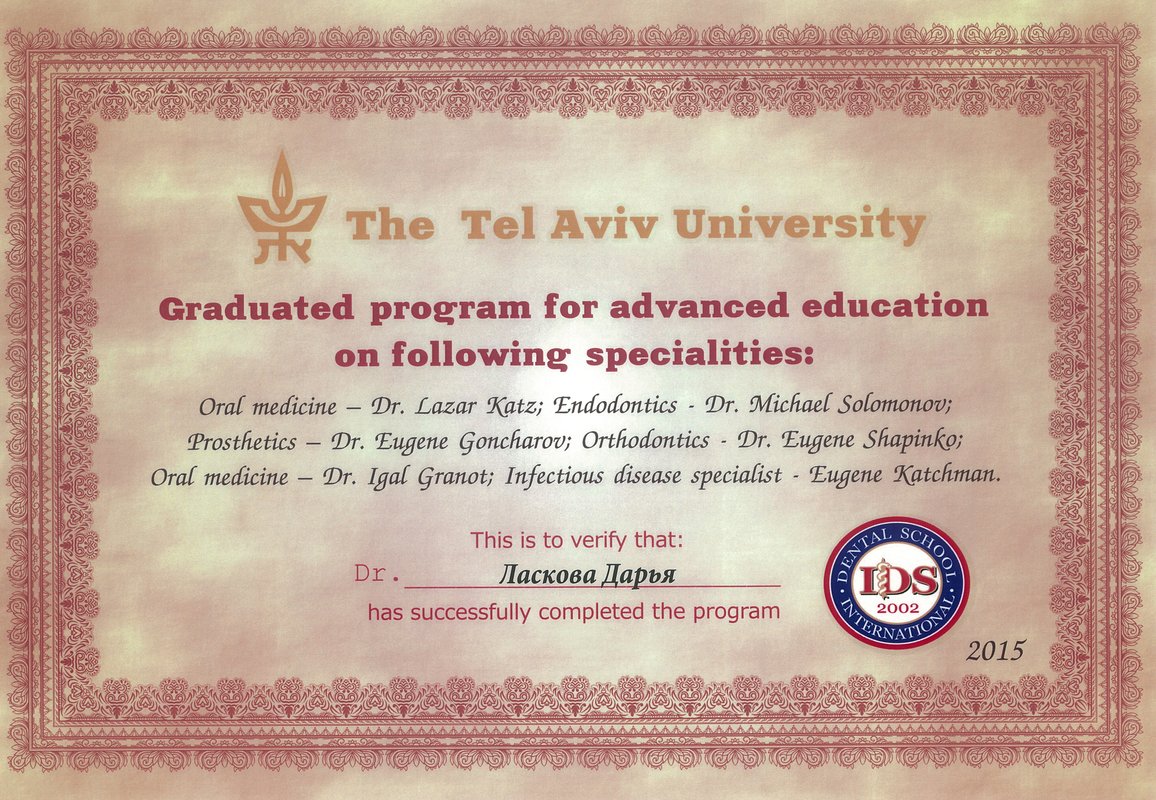 The Tel Aviv University
Graduated program for advanced education
on following specialities:
Oral medicine – Dr. Lazar Katz; Endodontics - Dr. Michael Solomonov;
Prosthetics – Dr. Eugene Goncharov; Orthodontics - Dr. Eugene Shapinko;
Oral medicine – Dr. Igal Granot; Infectious disease specialist - Eugene Katchman.
This is to verify that:
Dr. Ласкова Дарья
has successfully completed the program
DENTAL SCHOOL
IDS
2002
INTERNATIONAL
2015